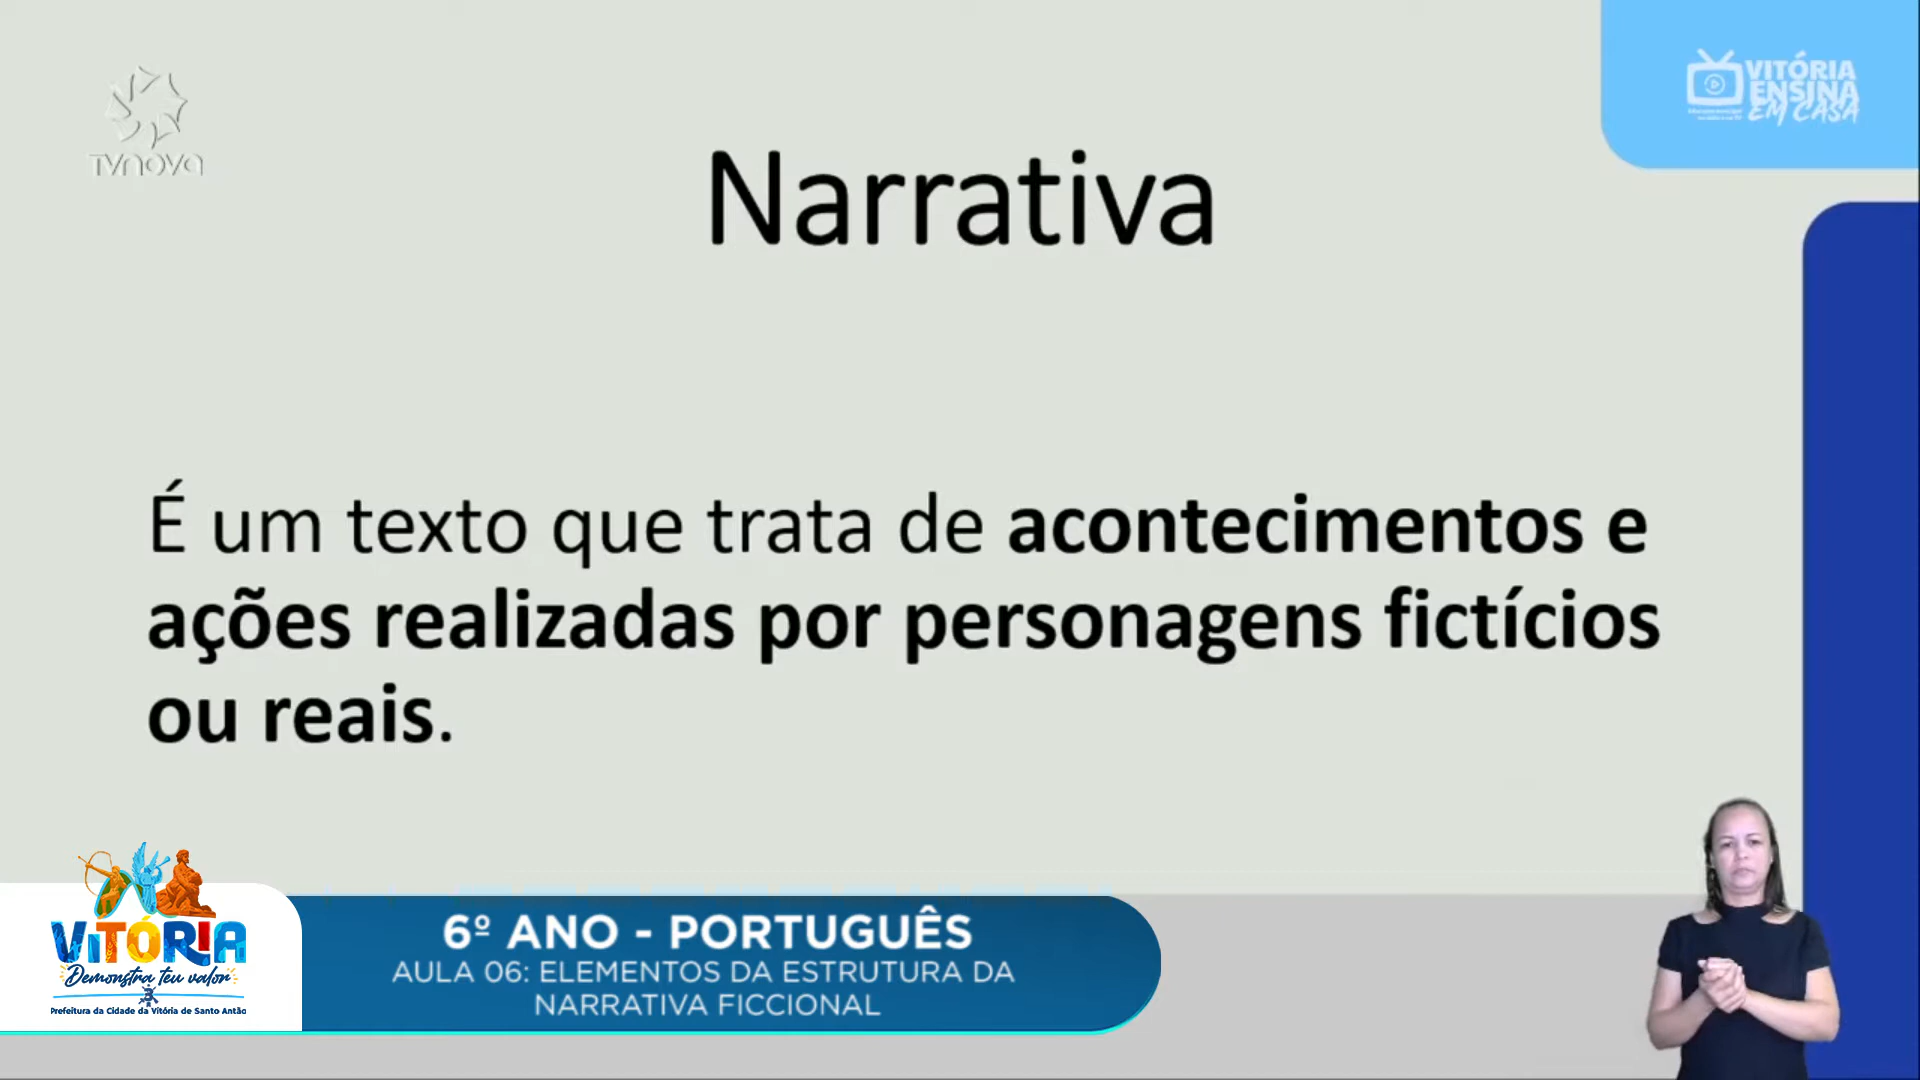 TVNOVA
VITÓRIA
ENSINA
EM CASA
Narrativa
É um texto que trata de acontecimentos e
ações realizadas por personagens fictícios
ou reais.
VITÓRIA
Demonstra teu valor
Prefeitura da Cidade da Vitória de Santo Antão
6º ANO - PORTUGUÊS
AULA 06: ELEMENTOS DA ESTRUTURA DA
NARRATIVA FICCIONAL